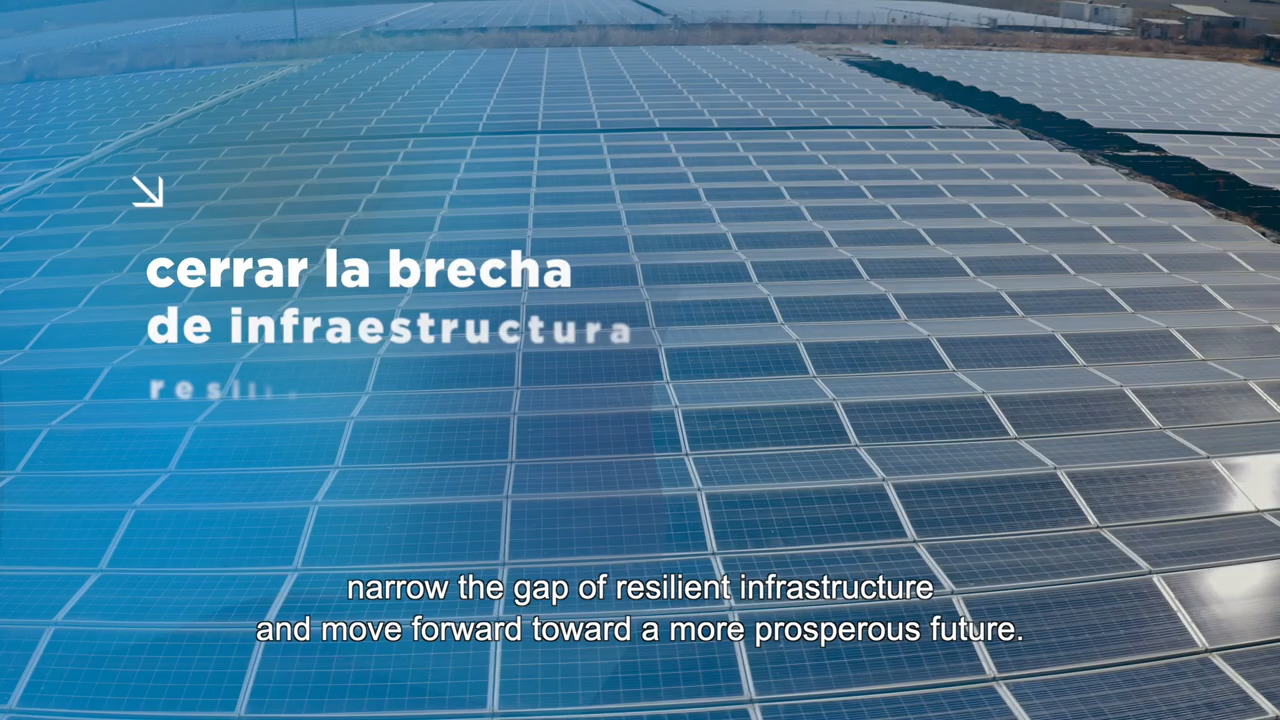 cerrar la brecha
de infraestructura
narrow the gap of resilient infrastructure
and move forward toward a more prosperous future.